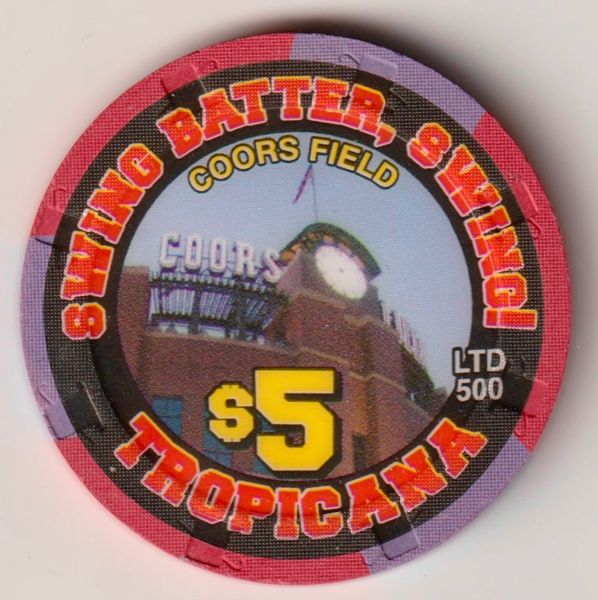 SWING BATTER, SWING!
COORS FIELD
COORS
$5
LTD
500
TROPICANA